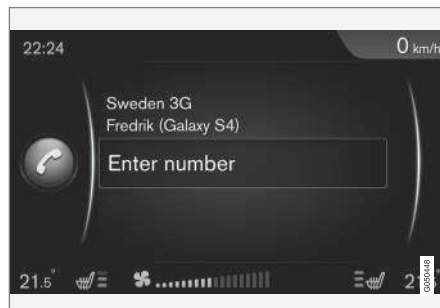 22:24
0 km/h
Sweden 3G
Fredrik (Galaxy S4)
Enter number
21.5°
G050448